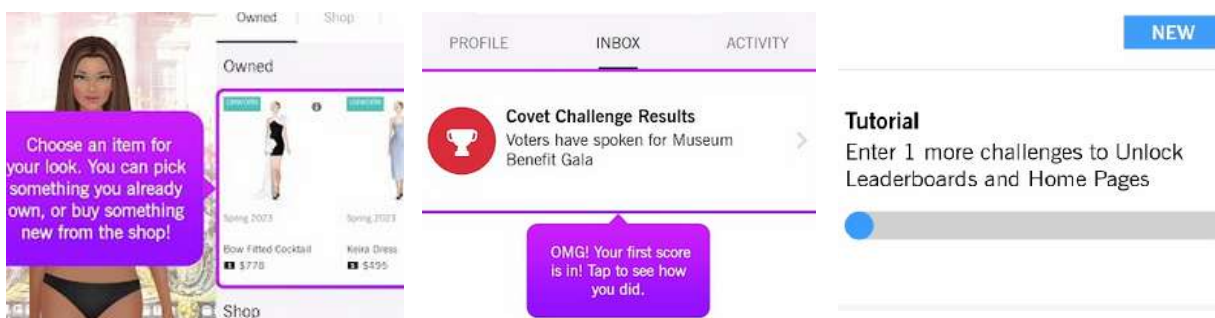 Owned
Shop
Owned
Choose an item for
your look. You can pick
something you already
own, or buy something
new from the shop!
Spring 2023
Spring 2023
Bow Fitted Cocktail
Keira Dress
$778
$495
Shop
PROFILE
INBOX
ACTIVITY
Covet Challenge Results
Voters have spoken for Museum
Benefit Gala
OMG! Your first score
is in! Tap to see how
you did.
NEW
Tutorial
Enter 1 more challenges to Unlock
Leaderboards and Home Pages